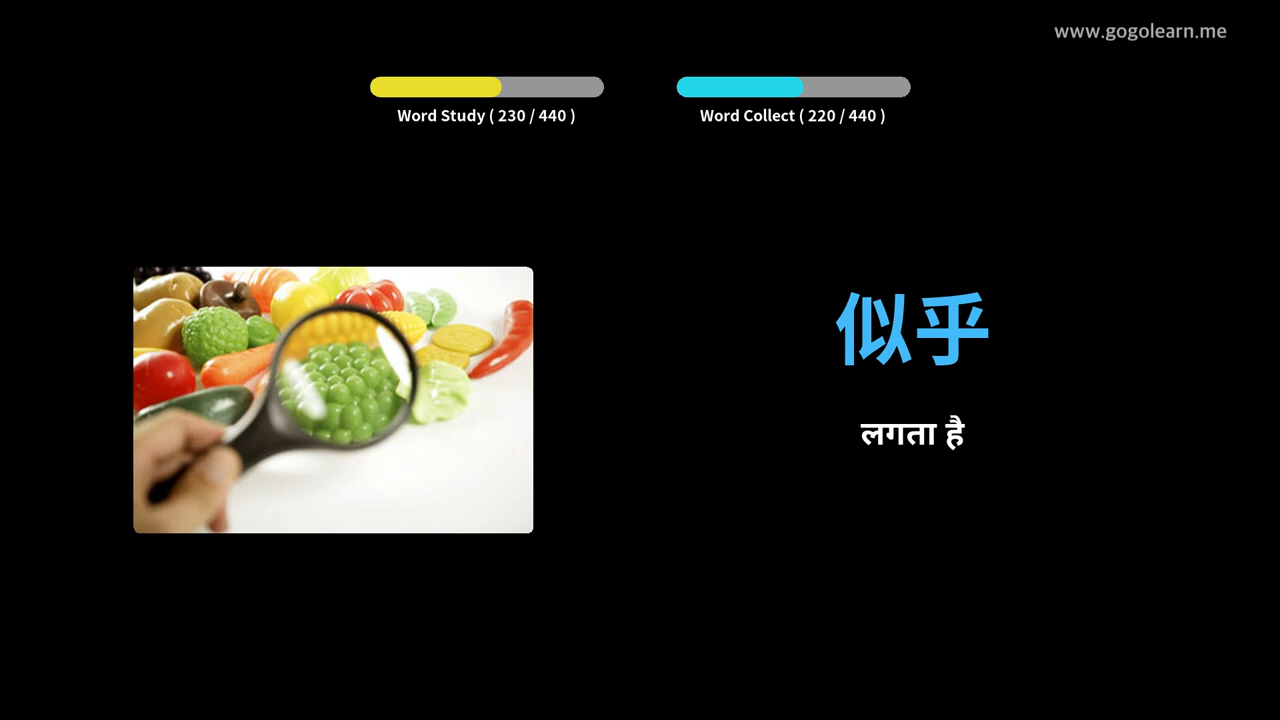 www.gogolearn.me
Word Study ( 230 / 440 )
Word Collect ( 220 / 440 )
似乎
लगता है